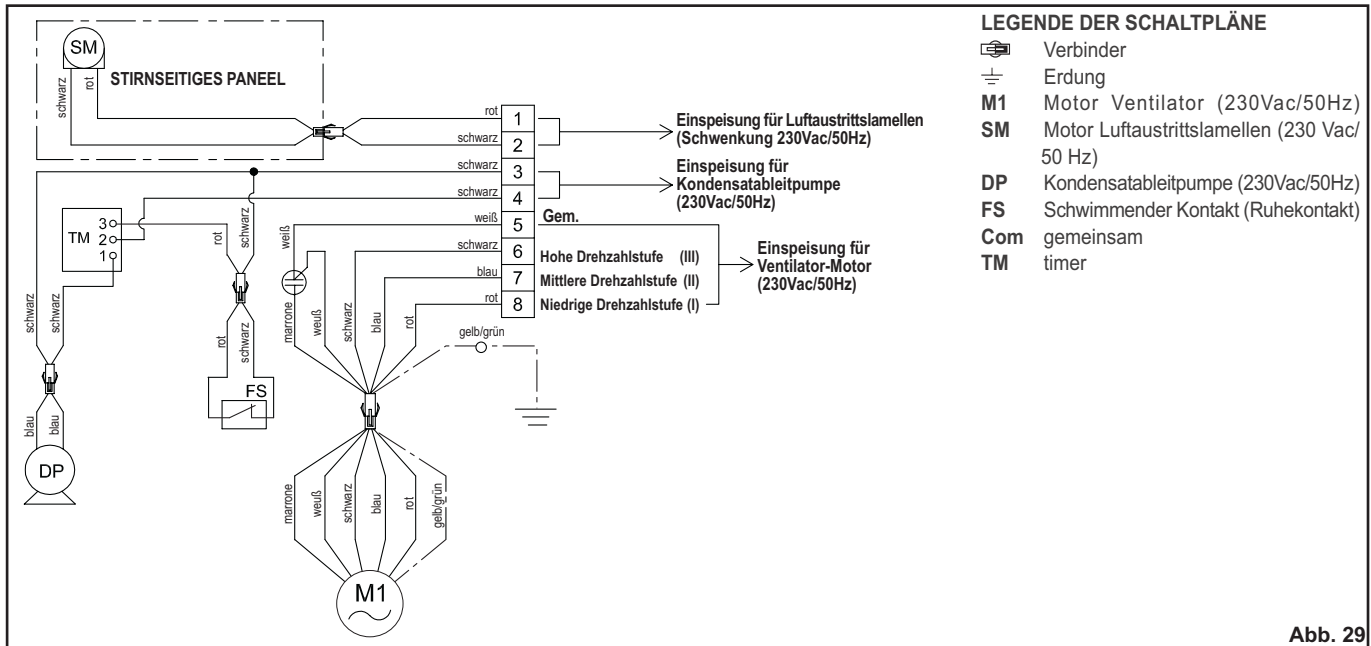 SM
STIRNSEITIGES PANEEL
schwarz
rot
rot
1
schwarz
2
Einspeisung für Luftaustrittslamellen
(Schwenkung 230Vac/50Hz)
schwarz
3
schwarz
4
Einspeisung für
Kondensatableitpumpe
(230Vac/50Hz)
weiß
5
Gem.
schwarz
6
Hohe Drehzahlstufe (III)
blau
7
Mittlere Drehzahlstufe (II)
rot
8
Niedrige Drehzahlstufe (I)
Einspeisung für
Ventilator-Motor
(230Vac/50Hz)
TM
3
2
1
rot
schwarz
weiß
schwarz
schwarz
marrone
weuß
schwarz
blau
rot
gelb/grün
rot
schwarz
FS
blau
blau
DP
marrone
weuß
schwarz
blau
rot
gelb/grün
M1
LEGENDE DER SCHALTPLÄNE
Verbinder
Erdung
M1 Motor Ventilator (230Vac/50Hz)
SM Motor Luftaustrittslamellen (230 Vac/
50 Hz)
DP Kondensatableitpumpe (230Vac/50Hz)
FS Schwimmender Kontakt (Ruhekontakt)
Com gemeinsam
TM timer
Abb. 29